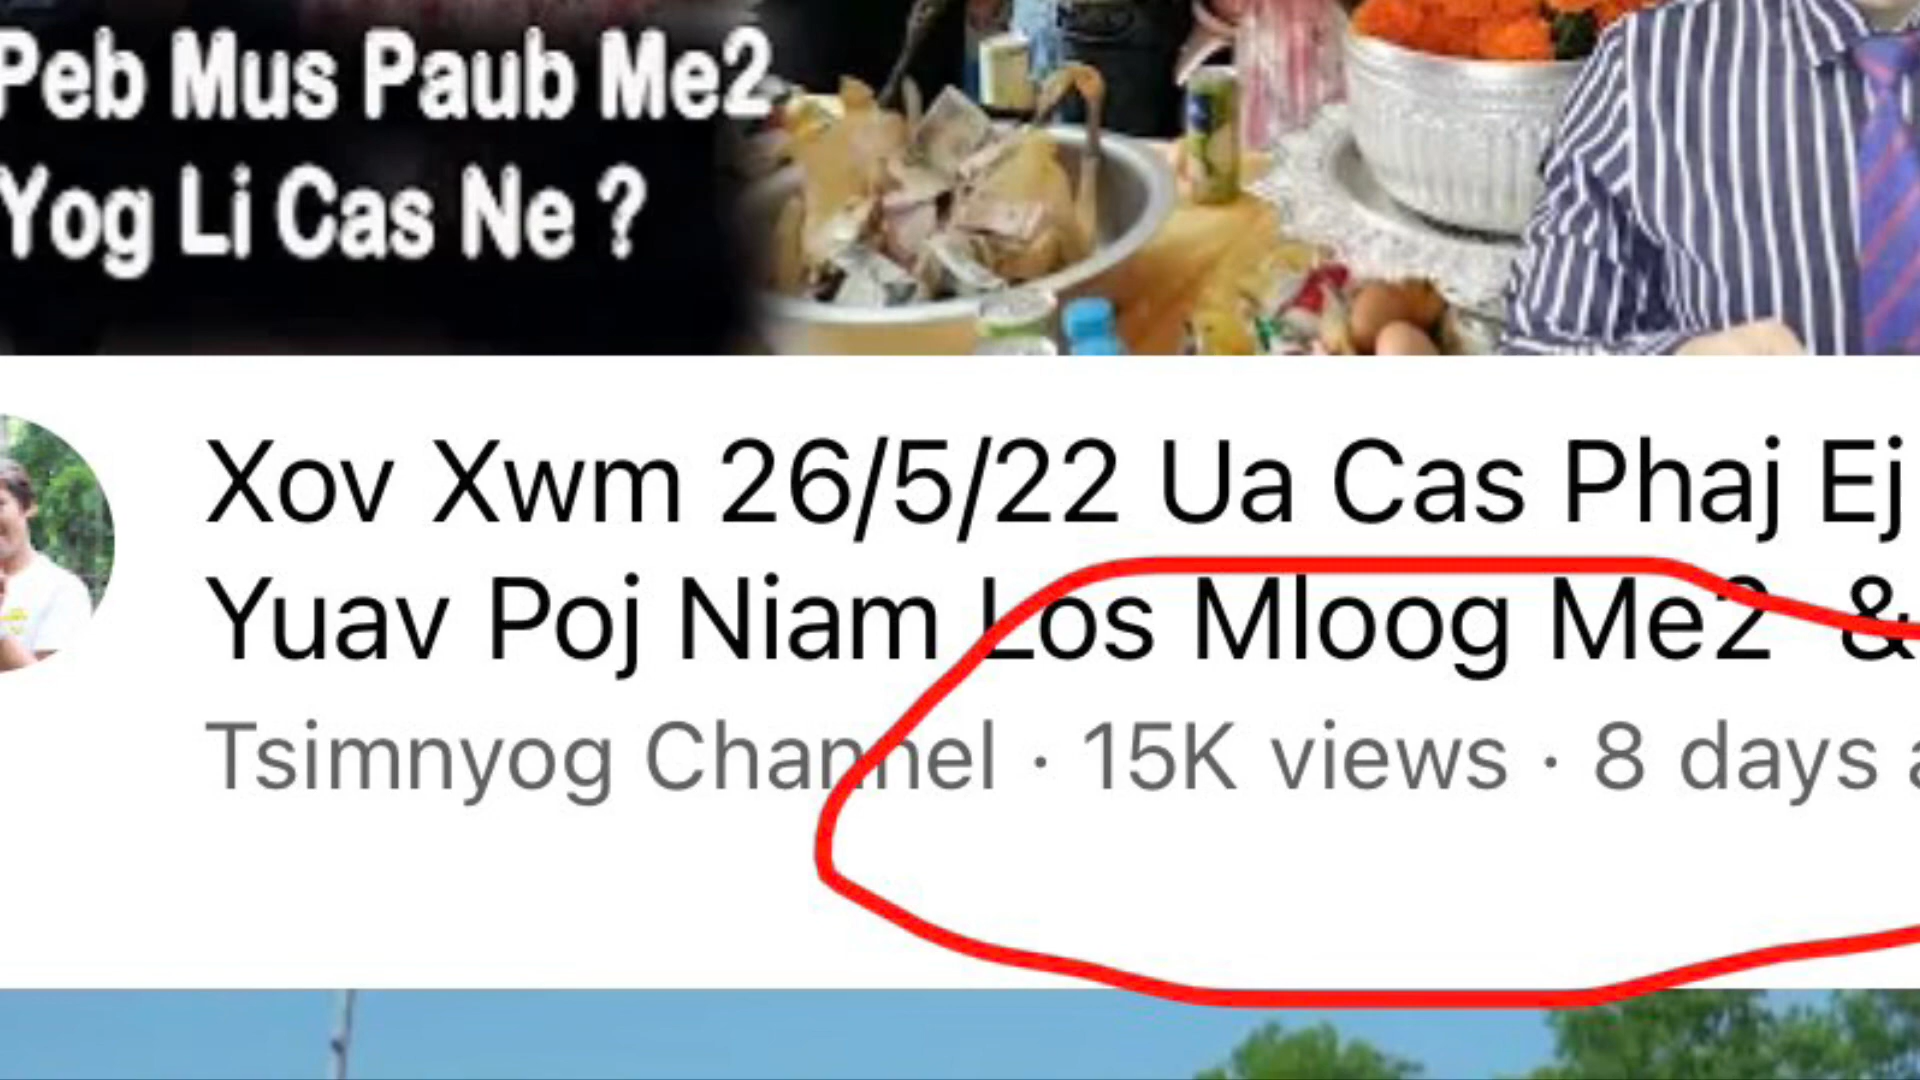 Peb Mus Paub Me2
Yog Li Cas Ne ?
Xov Xwm 26/5/22 Ua Cas Phaj Ej
Yuav Poj Niam Los Mloog Me2 &
Tsimnyog Channel · 15K views · 8 days a